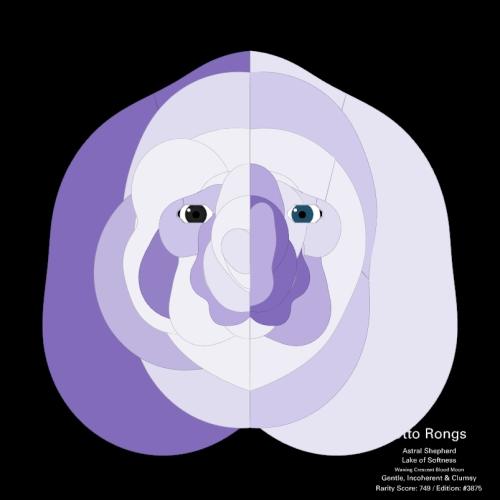 tto Rongs
Astral Shepherd
Lake of Softness
Waning Crescent Blood Moon
Gentle, Incoherent & Clumsy
Rarity Score: 749 / Edition: #3875